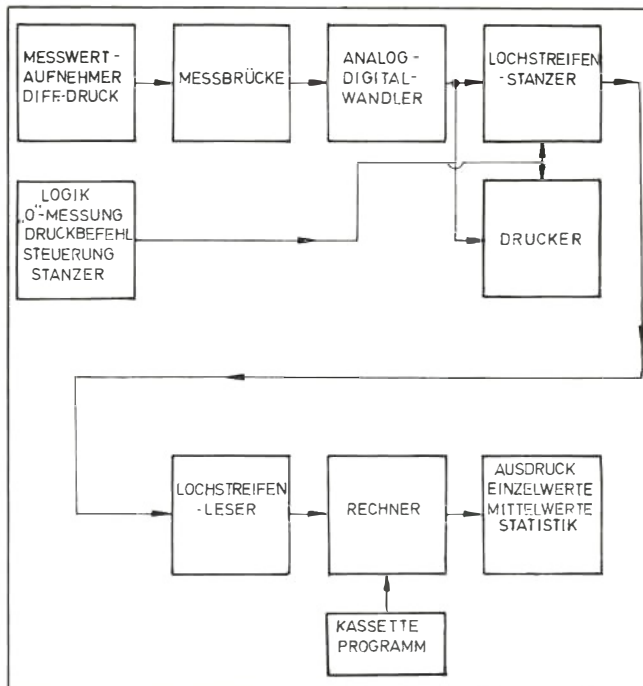 MESSWERT-
AUFNEHMER
DIFF.-DRUCK
MESSBRÜCKE
ANALOG-
DIGITAL-
WANDLER
LOCHSTREIFEN
-STANZER
LOGIK
„0"-MESSUNG
DRUCKBEFEHL
STEUERUNG
STANZER
DRUCKER
LOCHSTREIFEN
-LESER
RECHNER
AUSDRUCK
EINZELWERTE
MITTELWERTE
STATISTIK
KASSETTE
PROGRAMM